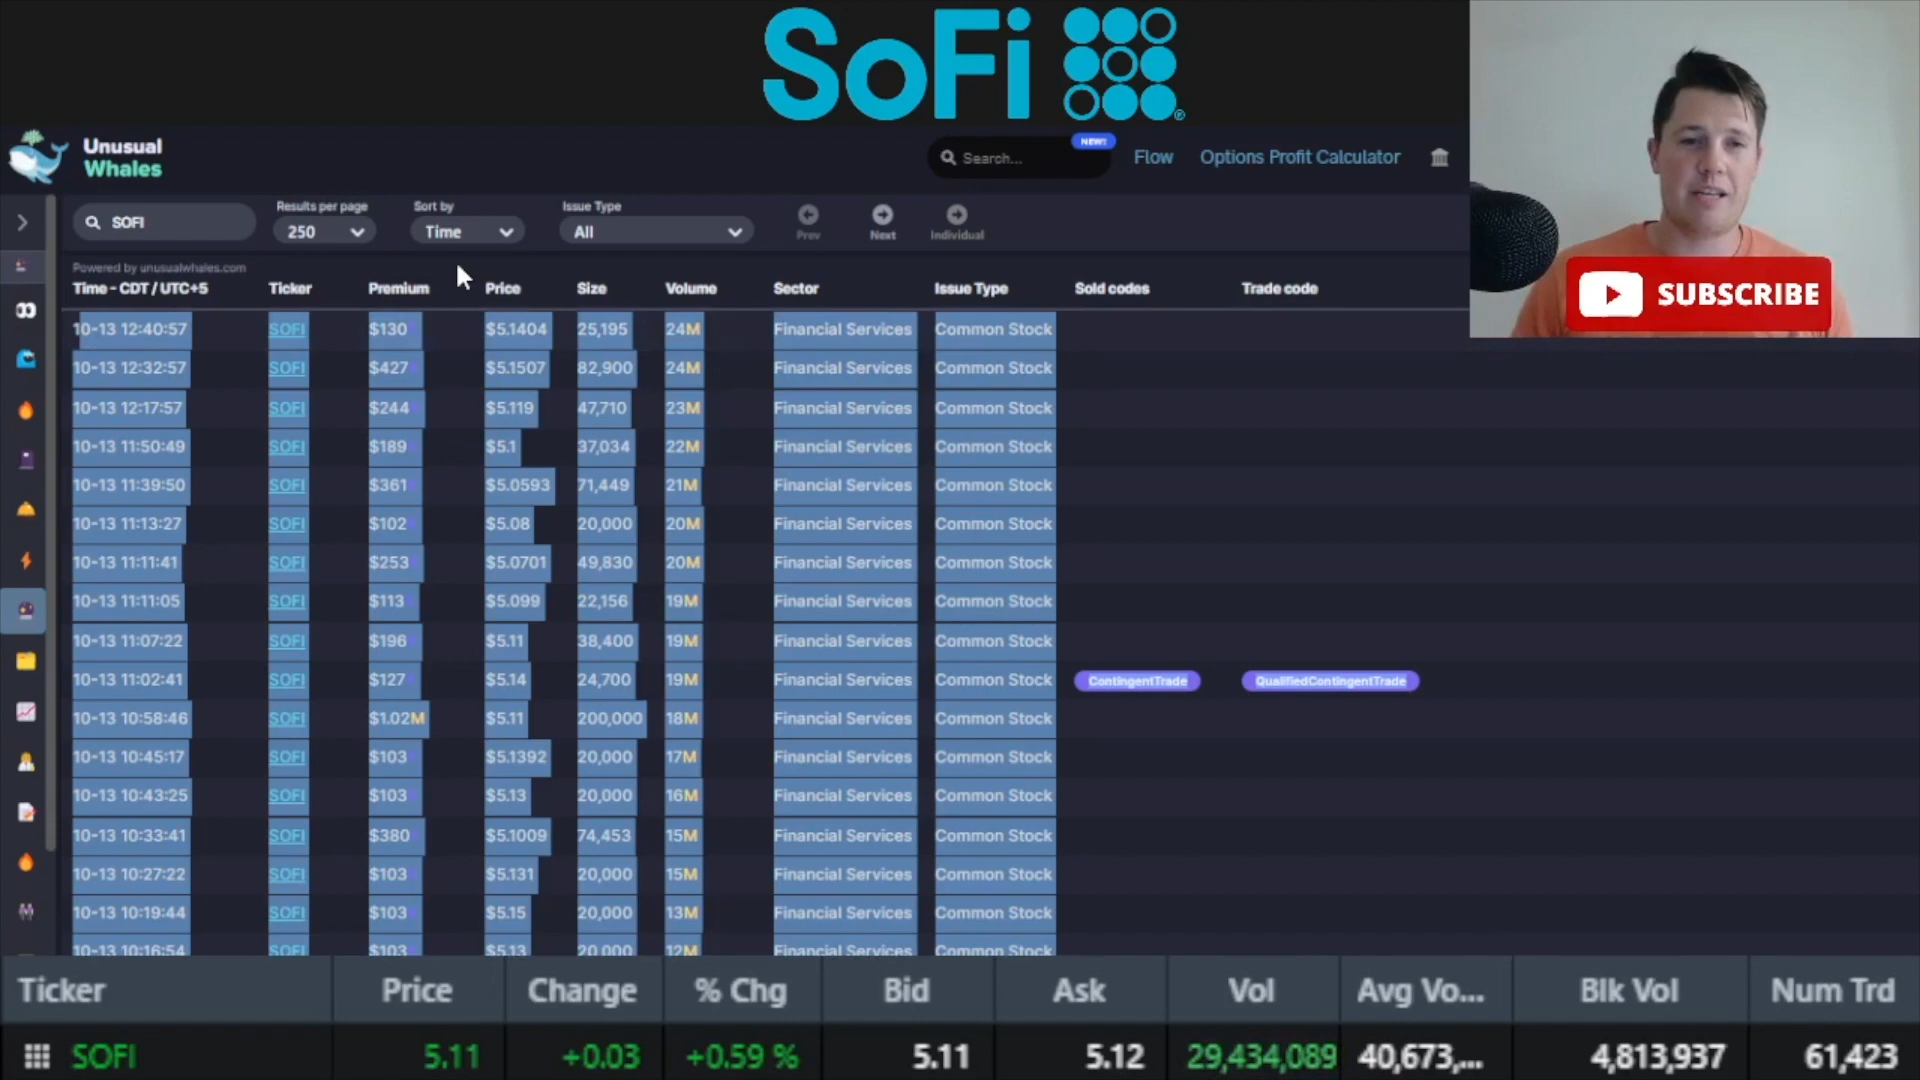 SoFi
Unusual
Whales
NEW!
Search...
Flow
Options Profit Calculator
SOFI
Results per page
250
Sort by
Time
Issue Type
All
Prev
Next
Individual
SUBSCRIBE
Powered by unusualwhales.com
Time - CDT / UTC+5 Ticker Premium Price Size Volume Sector Issue Type Sold codes Trade code
10-13 12:40:57 SOFI $130 $5.1404 25,195 24M Financial Services Common Stock
10-13 12:32:57 SOFI $427 $5.1507 82,900 24M Financial Services Common Stock
10-13 12:17:57 SOFI $244 $5.119 47,710 23M Financial Services Common Stock
10-13 11:50:49 SOFI $189 $5.1 37,034 22M Financial Services Common Stock
10-13 11:39:50 SOFI $361 $5.0593 71,449 21M Financial Services Common Stock
10-13 11:13:27 SOFI $102 $5.08 20,000 20M Financial Services Common Stock
10-13 11:11:41 SOFI $253 $5.0701 49,830 20M Financial Services Common Stock
10-13 11:11:05 SOFI $113 $5.099 22,156 19M Financial Services Common Stock
10-13 11:07:22 SOFI $196 $5.11 38,400 19M Financial Services Common Stock
10-13 11:02:41 SOFI $127 $5.14 24,700 19M Financial Services Common Stock ContingentTrade QualifiedContingentTrade
10-13 10:58:46 SOFI $1.02M $5.11 200,000 18M Financial Services Common Stock
10-13 10:45:17 SOFI $103 $5.1392 20,000 17M Financial Services Common Stock
10-13 10:43:25 SOFI $103 $5.13 20,000 16M Financial Services Common Stock
10-13 10:33:41 SOFI $380 $5.1009 74,453 15M Financial Services Common Stock
10-13 10:27:22 SOFI $103 $5.131 20,000 15M Financial Services Common Stock
10-13 10:19:44 SOFI $103 $5.15 20,000 13M Financial Services Common Stock
10-13 10:16:54 SOFI $103 $5.13 20,000 12M Financial Services Common Stock
Ticker Price Change % Chg Bid Ask Vol Avg Vo... Blk Vol Num Trd
SOFI 5.11 +0.03 +0.59 % 5.11 5.12 29,434,089 40,673,... 4,813,937 61,423